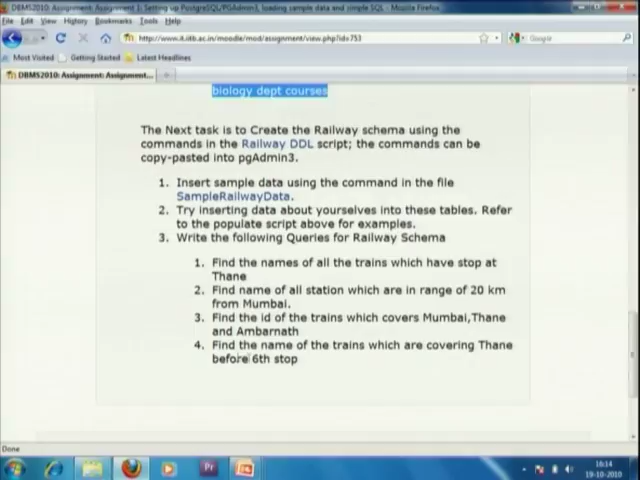 DBMS2010: Assignment: Assignment 1: Setting up PostgreSQL/PGAdmin3, loading sample data and simple SQL - Mozilla Firefox
File Edit View History Bookmarks Tools Help
http://www.it.iitb.ac.in/moodle/mod/assignment/view.php?id=753
Google
Most Visited Getting Started Latest Headlines
DBMS2010: Assignment: Assignment...
biology dept courses
The Next task is to Create the Railway schema using the
commands in the Railway DDL script; the commands can be
copy-pasted into pgAdmin3.
1. Insert sample data using the command in the file
SampleRailwayData.
2. Try inserting data about yourselves into these tables. Refer
to the populate script above for examples.
3. Write the following Queries for Railway Schema
1. Find the names of all the trains which have stop at
Thane
2. Find name of all station which are in range of 20 km
from Mumbai.
3. Find the id of the trains which covers Mumbai,Thane
and Ambarnath
4. Find the name of the trains which are covering Thane
before 6th stop
Done
Pr
16:14
19-10-2010